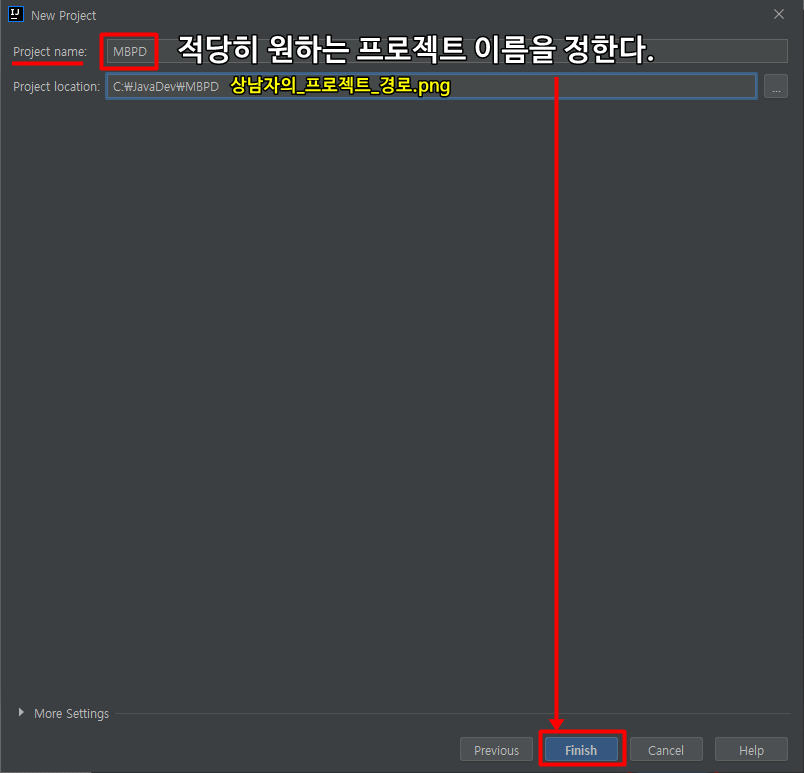 IJ New Project
Project name: MBPD 적당히 원하는 프로젝트 이름을 정한다.
Project location: C:₩JavaDev₩MBPD 상남자의_프로젝트_경로.png ...
More Settings
Previous Finish Cancel Help